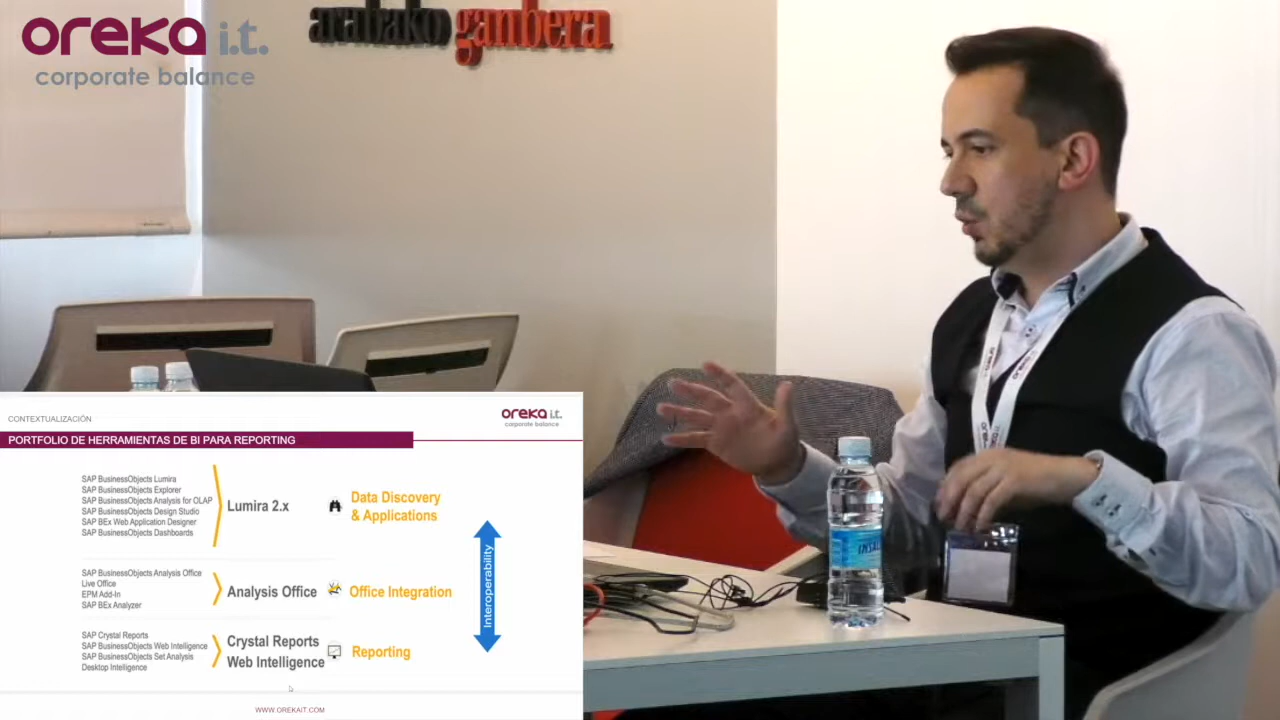 oreka i.t.
corporate balance
arabako ganbera
CONTEXTUALIZACIÓN
oreka i.t.
corporate balance
PORTFOLIO DE HERRAMIENTAS DE BI PARA REPORTING
SAP BusinessObjects Lumira
SAP BusinessObjects Explorer
SAP BusinessObjects Analysis for OLAP
SAP BusinessObjects Design Studio
SAP BEx Web Application Designer
SAP BusinessObjects Dashboards
Lumira 2.x
Data Discovery
& Applications
SAP BusinessObjects Analysis Office
Live Office
EPM Add-In
SAP BEx Analyzer
Analysis Office
Office Integration
SAP Crystal Reports
SAP BusinessObjects Web Intelligence
SAP BusinessObjects Set Analysis
Desktop Intelligence
Crystal Reports
Web Intelligence
Reporting
Interoperability
WWW.OREKAIT.COM